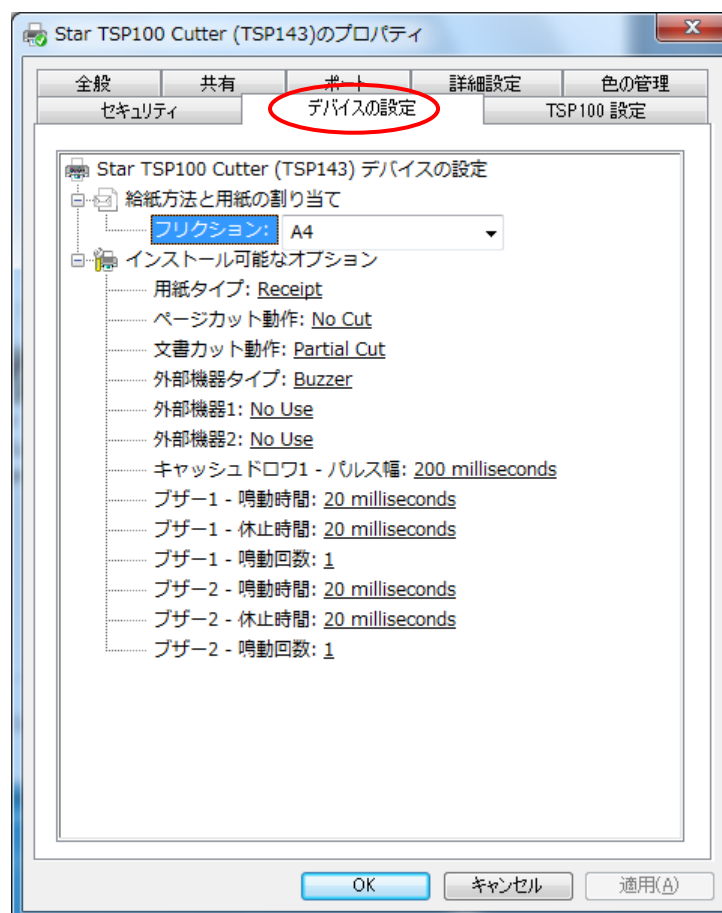 Star TSP100 Cutter (TSP143)のプロパティ
全般 共有 ポート 詳細設定 色の管理
セキュリティ デバイスの設定 TSP100 設定
Star TSP100 Cutter (TSP143) デバイスの設定
給紙方法と用紙の割り当て
フリクション: A4
インストール可能なオプション
用紙タイプ: Receipt
ページカット動作: No Cut
文書カット動作: Partial Cut
外部機器タイプ: Buzzer
外部機器1: No Use
外部機器2: No Use
キャッシュドロワ1 - パルス幅: 200 milliseconds
ブザー1 - 鳴動時間: 20 milliseconds
ブザー1 - 休止時間: 20 milliseconds
ブザー1 - 鳴動回数: 1
ブザー2 - 鳴動時間: 20 milliseconds
ブザー2 - 休止時間: 20 milliseconds
ブザー2 - 鳴動回数: 1
OK キャンセル 適用(A)